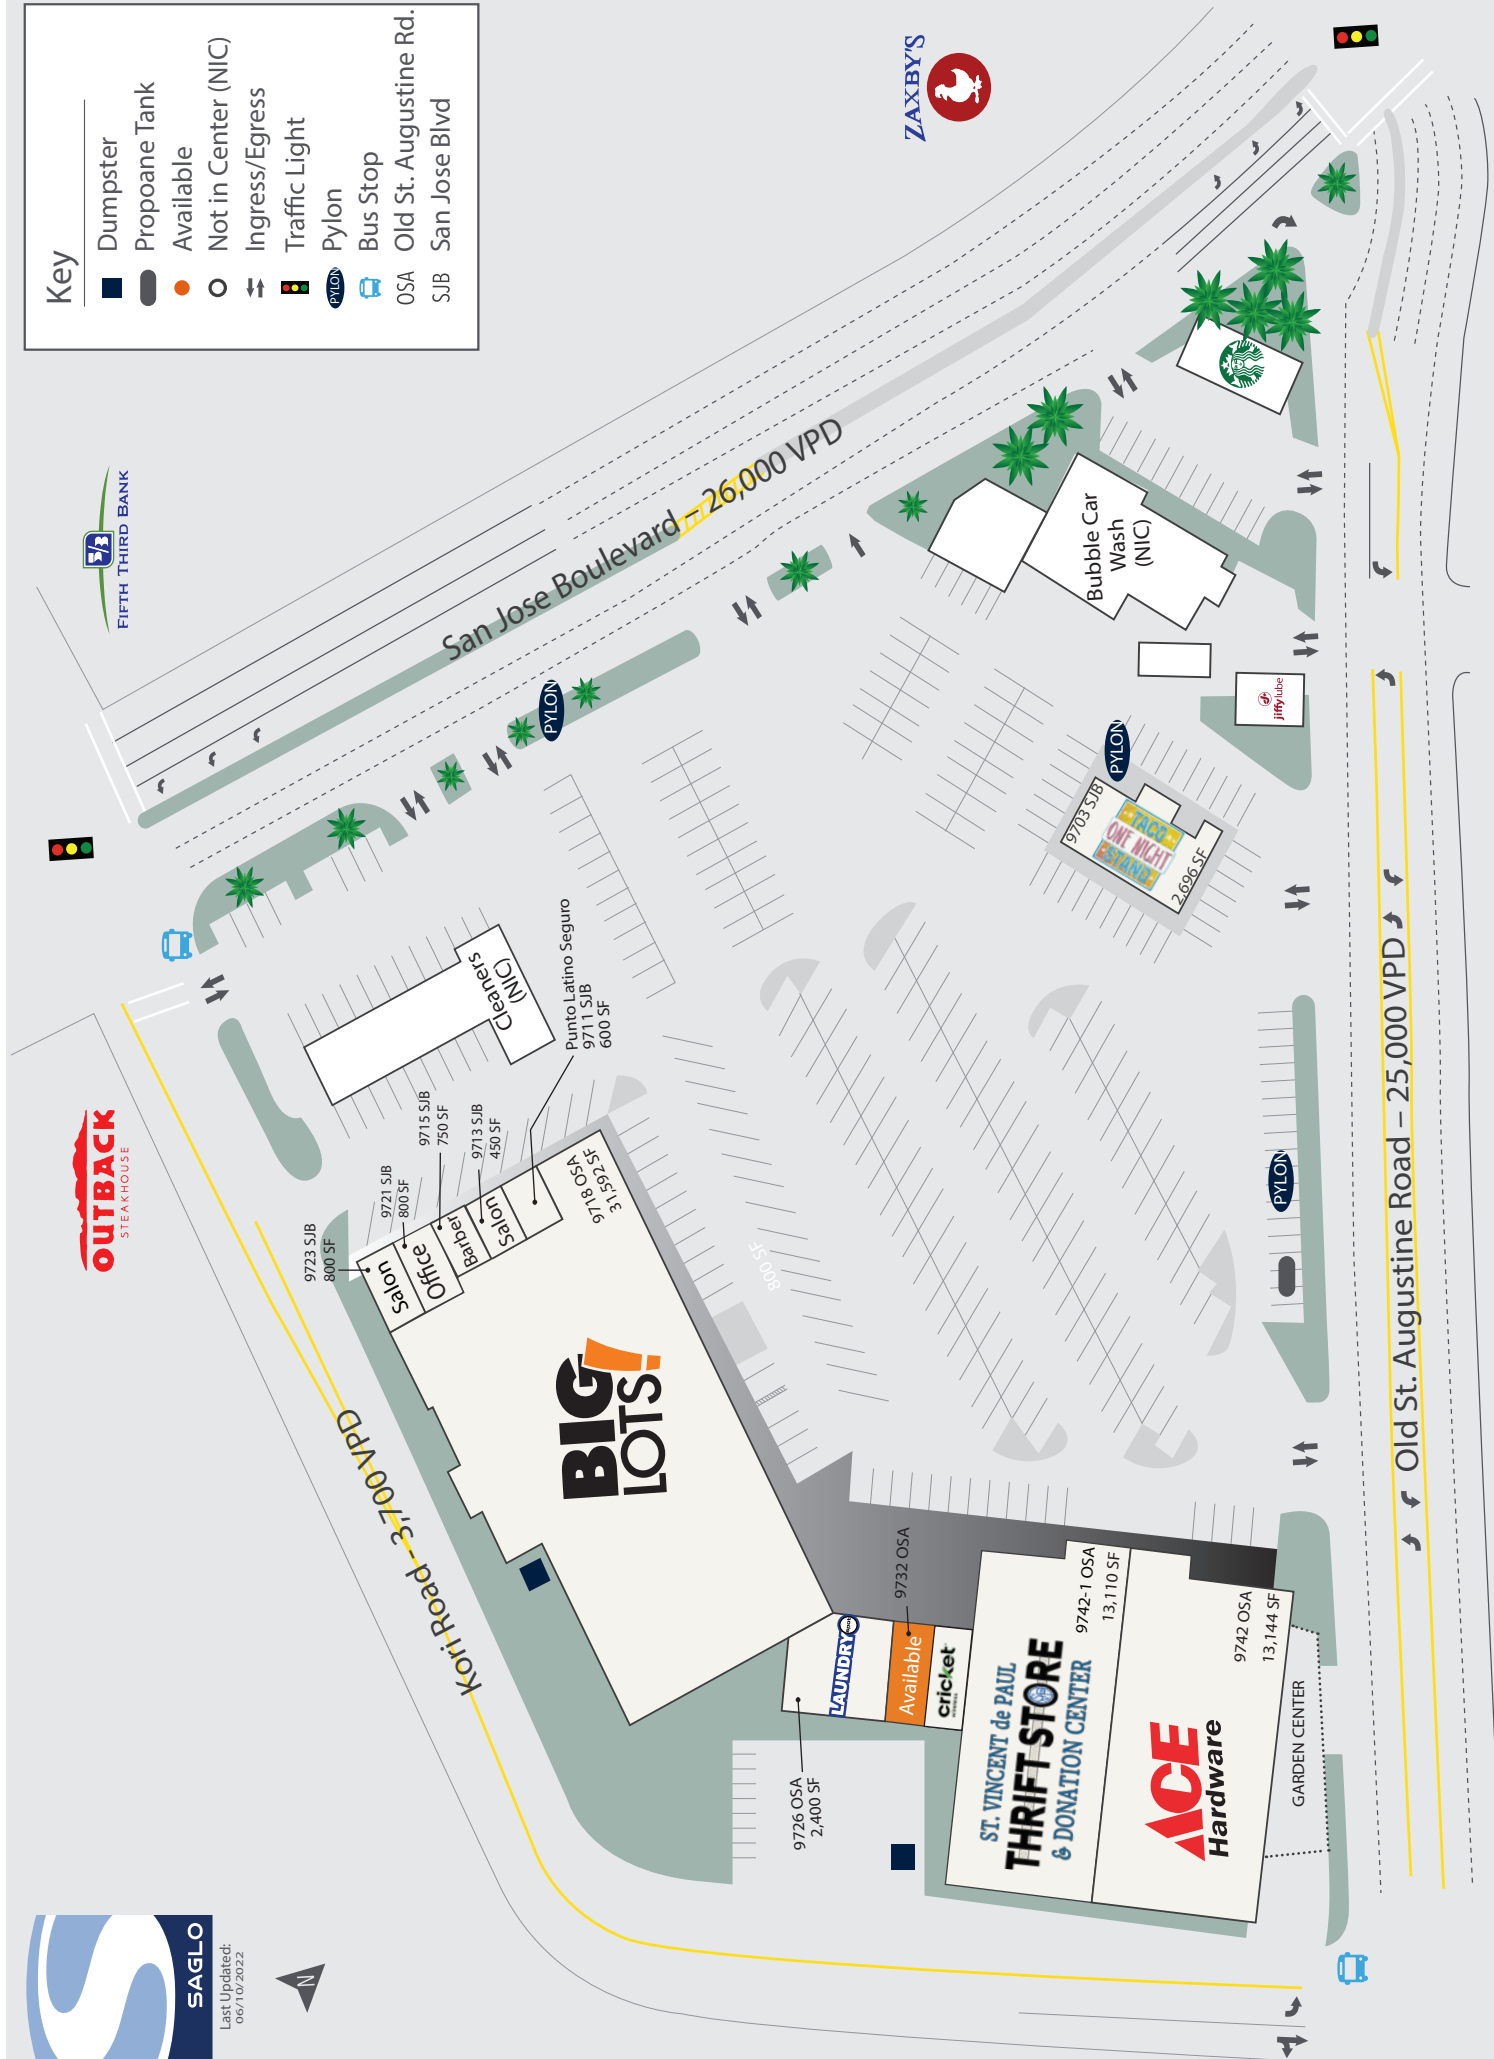 Key
Dumpster
Propoane Tank
Available
Not in Center (NIC)
Ingress/Egress
Traffic Light
PYLON
Pylon
Bus Stop
OSA
Old St. Augustine Rd.
SJB
San Jose Blvd
ZAXBY'S
5/3
FIFTH THIRD BANK
OUTBACK
STEAKHOUSE
SAGLO
Last Updated:
06/10/2022
N
San Jose Boulevard – 26,000 VPD
Kori Road - 3,700 VPD
Old St. Augustine Road – 25,000 VPD
PYLON
PYLON
PYLON
Cleaners
(NIC)
Bubble Car
Wash
(NIC)
jiffylube
9703 SJB
TACO
ONE NIGHT
STAND
2,696 SF
9723 SJB
800 SF
Salon
9721 SJB
800 SF
Office
9715 SJB
750 SF
Barber
9713 SJB
450 SF
Salon
Punto Latino Seguro
9711 SJB
600 SF
9718 OSA
31,592 SF
800 SF
BIG
LOTS!
9726 OSA
2,400 SF
LAUNDRY
9732 OSA
Available
cricket
9742-1 OSA
13,110 SF
ST. VINCENT de PAUL
THRIFT STORE
& DONATION CENTER
9742 OSA
13,144 SF
ACE
Hardware
GARDEN CENTER